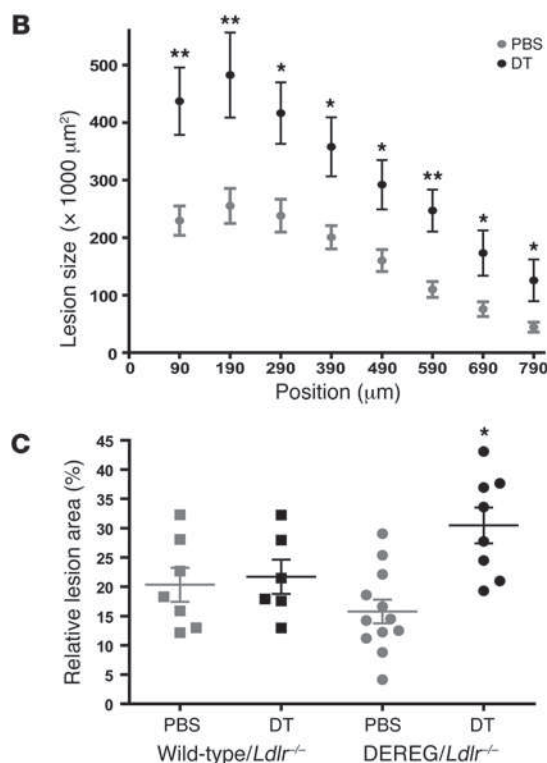 B
** ** * * * ** * *
PBS
DT
500
400
300
200
100
0
Lesion size (× 1000 μm²)
0 90 190 290 390 490 590 690 790
Position (μm)
C
*
45
40
35
30
25
20
15
10
5
0
Relative lesion area (%)
PBS DT PBS DT
Wild-type/Ldlr⁻/⁻ DEREG/Ldlr⁻/⁻